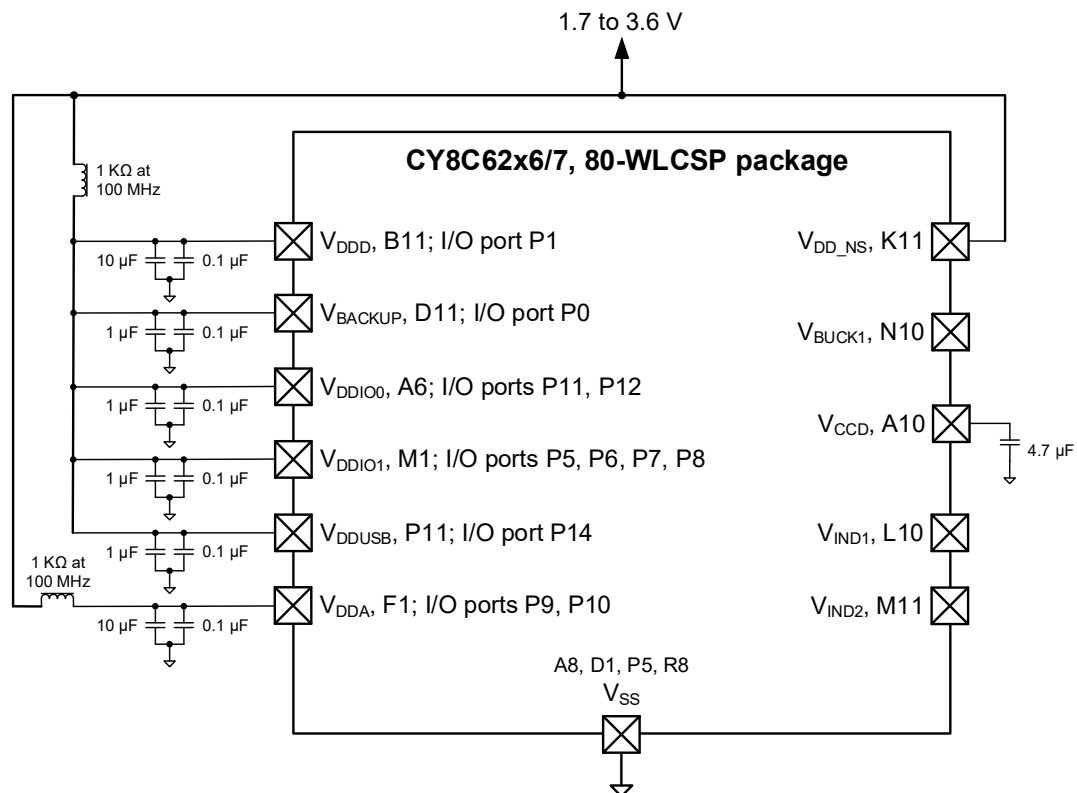 1.7 to 3.6 V
CY8C62x6/7, 80-WLCSP package
1 KΩ at
100 MHz
10 µF
0.1 µF
VDDD, B11; I/O port P1
VDD_NS, K11
1 µF
0.1 µF
VBACKUP, D11; I/O port P0
VBUCK1, N10
1 µF
0.1 µF
VDDIO0, A6; I/O ports P11, P12
VCCD, A10
4.7 µF
1 µF
0.1 µF
VDDIO1, M1; I/O ports P5, P6, P7, P8
1 µF
0.1 µF
VDDUSB, P11; I/O port P14
VIND1, L10
1 KΩ at
100 MHz
10 µF
0.1 µF
VDDA, F1; I/O ports P9, P10
VIND2, M11
A8, D1, P5, R8
VSS